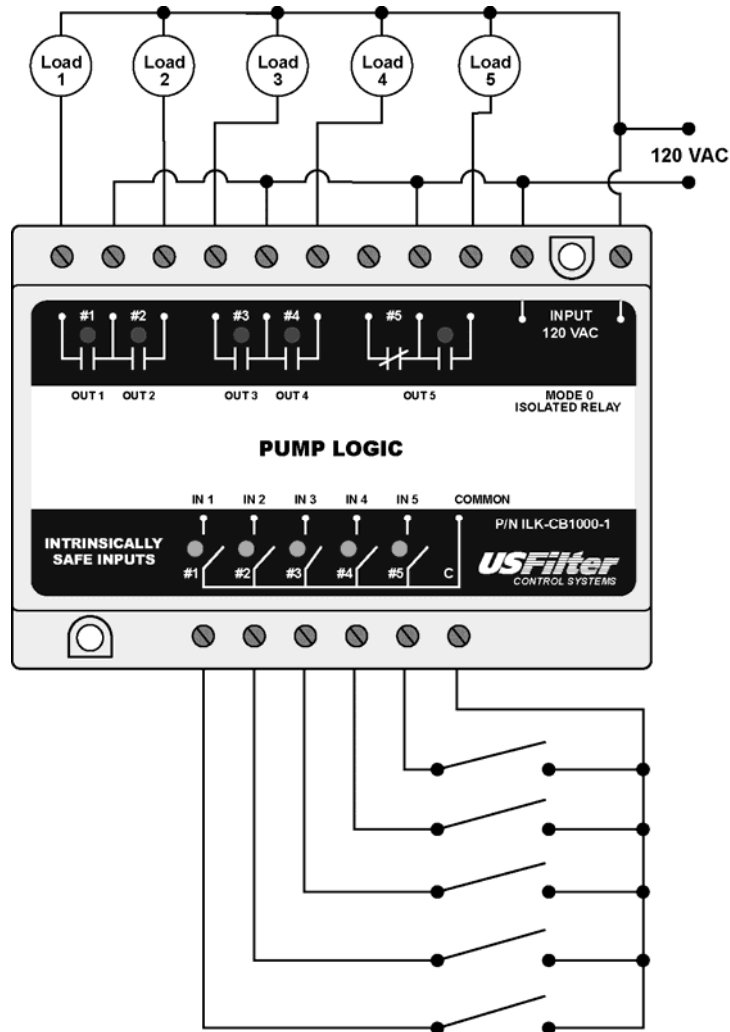 Load
1
Load
2
Load
3
Load
4
Load
5
120 VAC
#1
#2
#3
#4
#5
INPUT
120 VAC
OUT 1
OUT 2
OUT 3
OUT 4
OUT 5
MODE 0
ISOLATED RELAY
PUMP LOGIC
IN 1
IN 2
IN 3
IN 4
IN 5
COMMON
P/N ILK-CB1000-1
INTRINSICALLY
SAFE INPUTS
#1
#2
#3
#4
#5
C
USFilter
CONTROL SYSTEMS